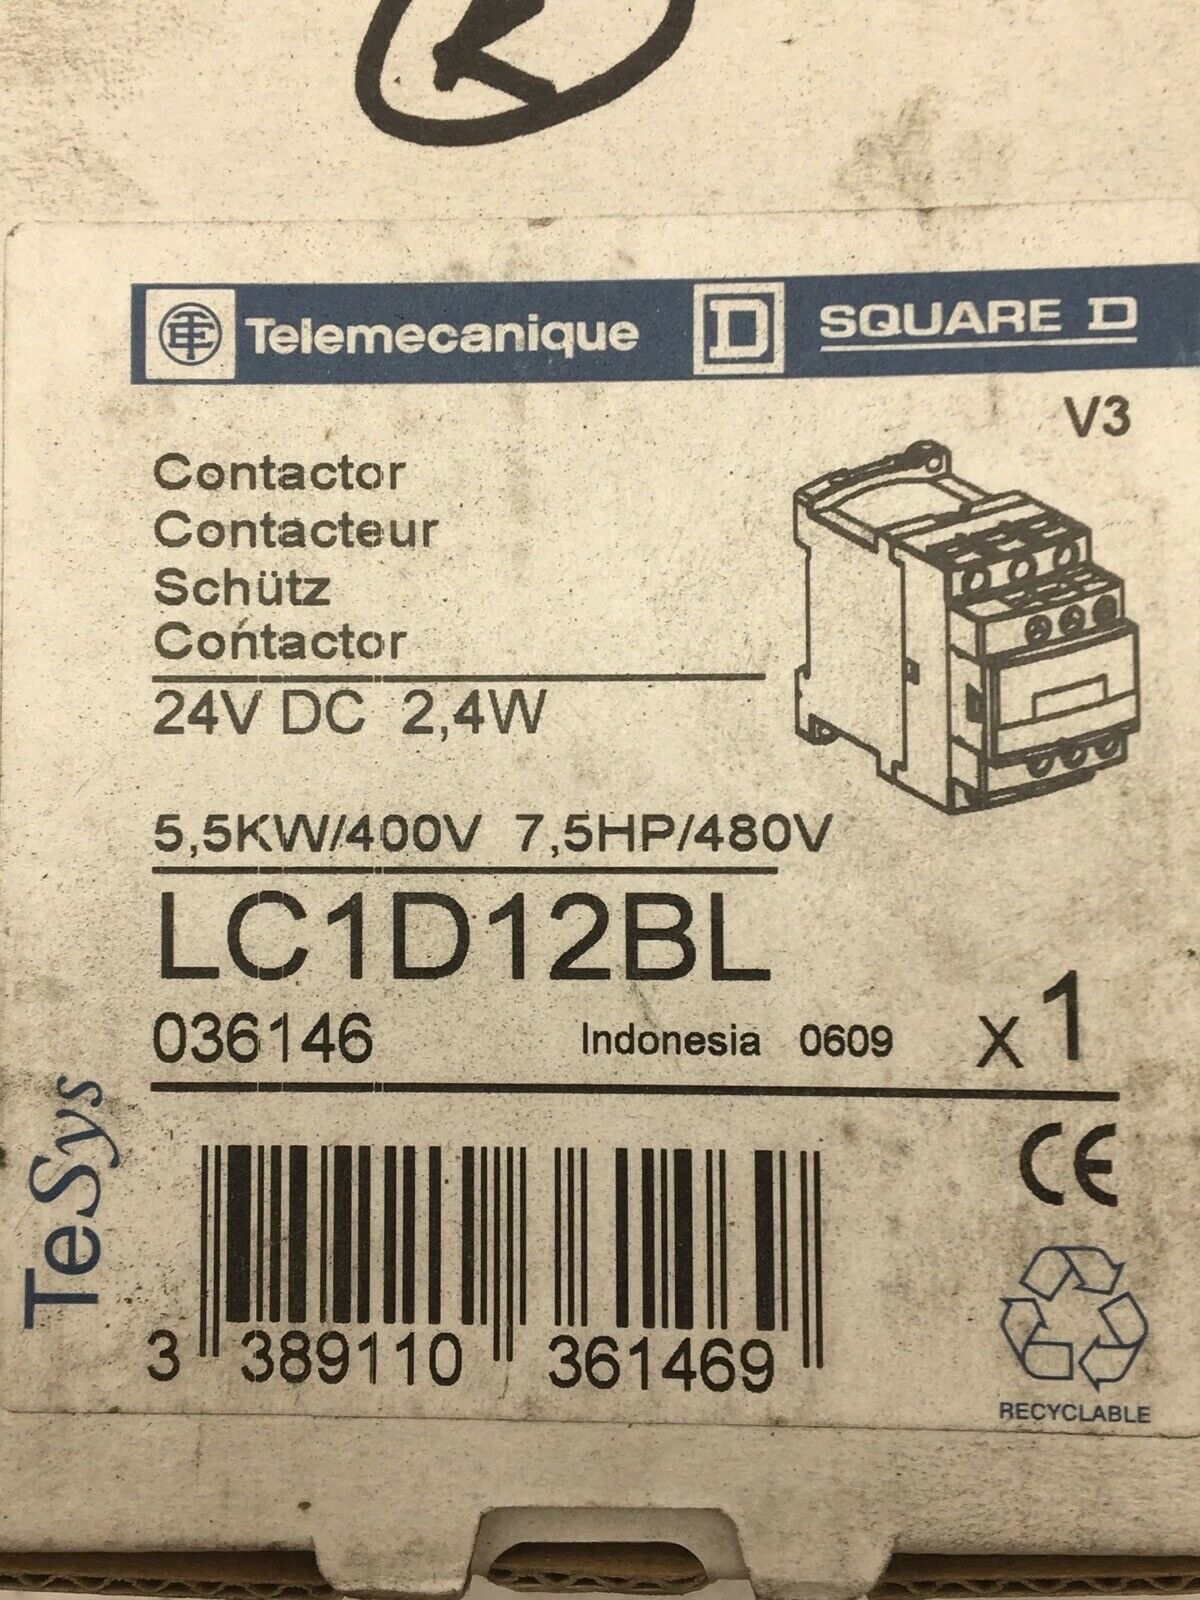 Telemecanique D SQUARE D
V3
Contactor
Contacteur
Schütz
Contactor
24V DC 2,4W
5,5KW/400V 7,5HP/480V
LC1D12BL
036146 Indonesia 0609 x 1
TeSys
CE
3 389110 361469
RECYCLABLE